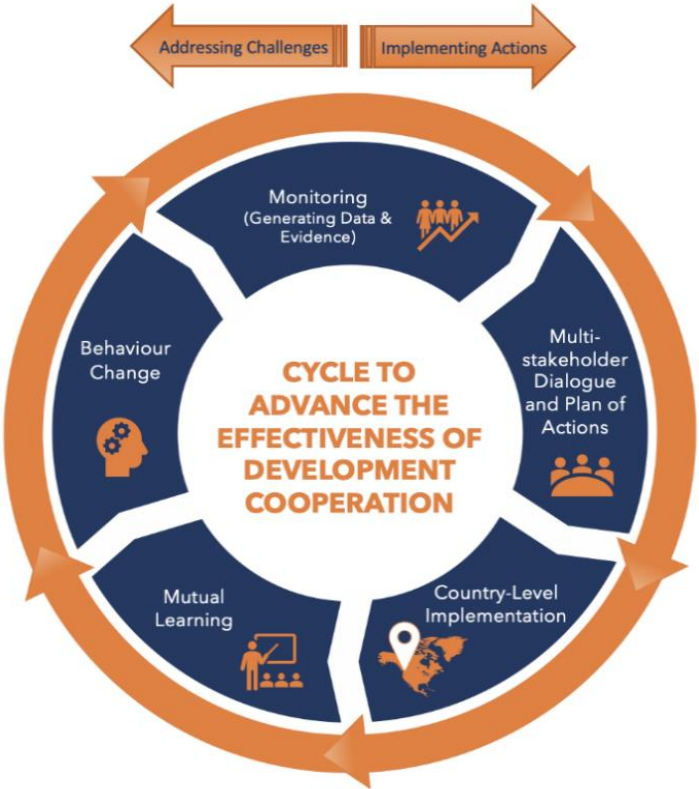 Addressing Challenges
Implementing Actions
Monitoring
(Generating Data &
Evidence)
Multi-
stakeholder
Dialogue
and Plan of
Actions
Country-Level
Implementation
Mutual
Learning
Behaviour
Change
CYCLE TO
ADVANCE THE
EFFECTIVENESS OF
DEVELOPMENT
COOPERATION